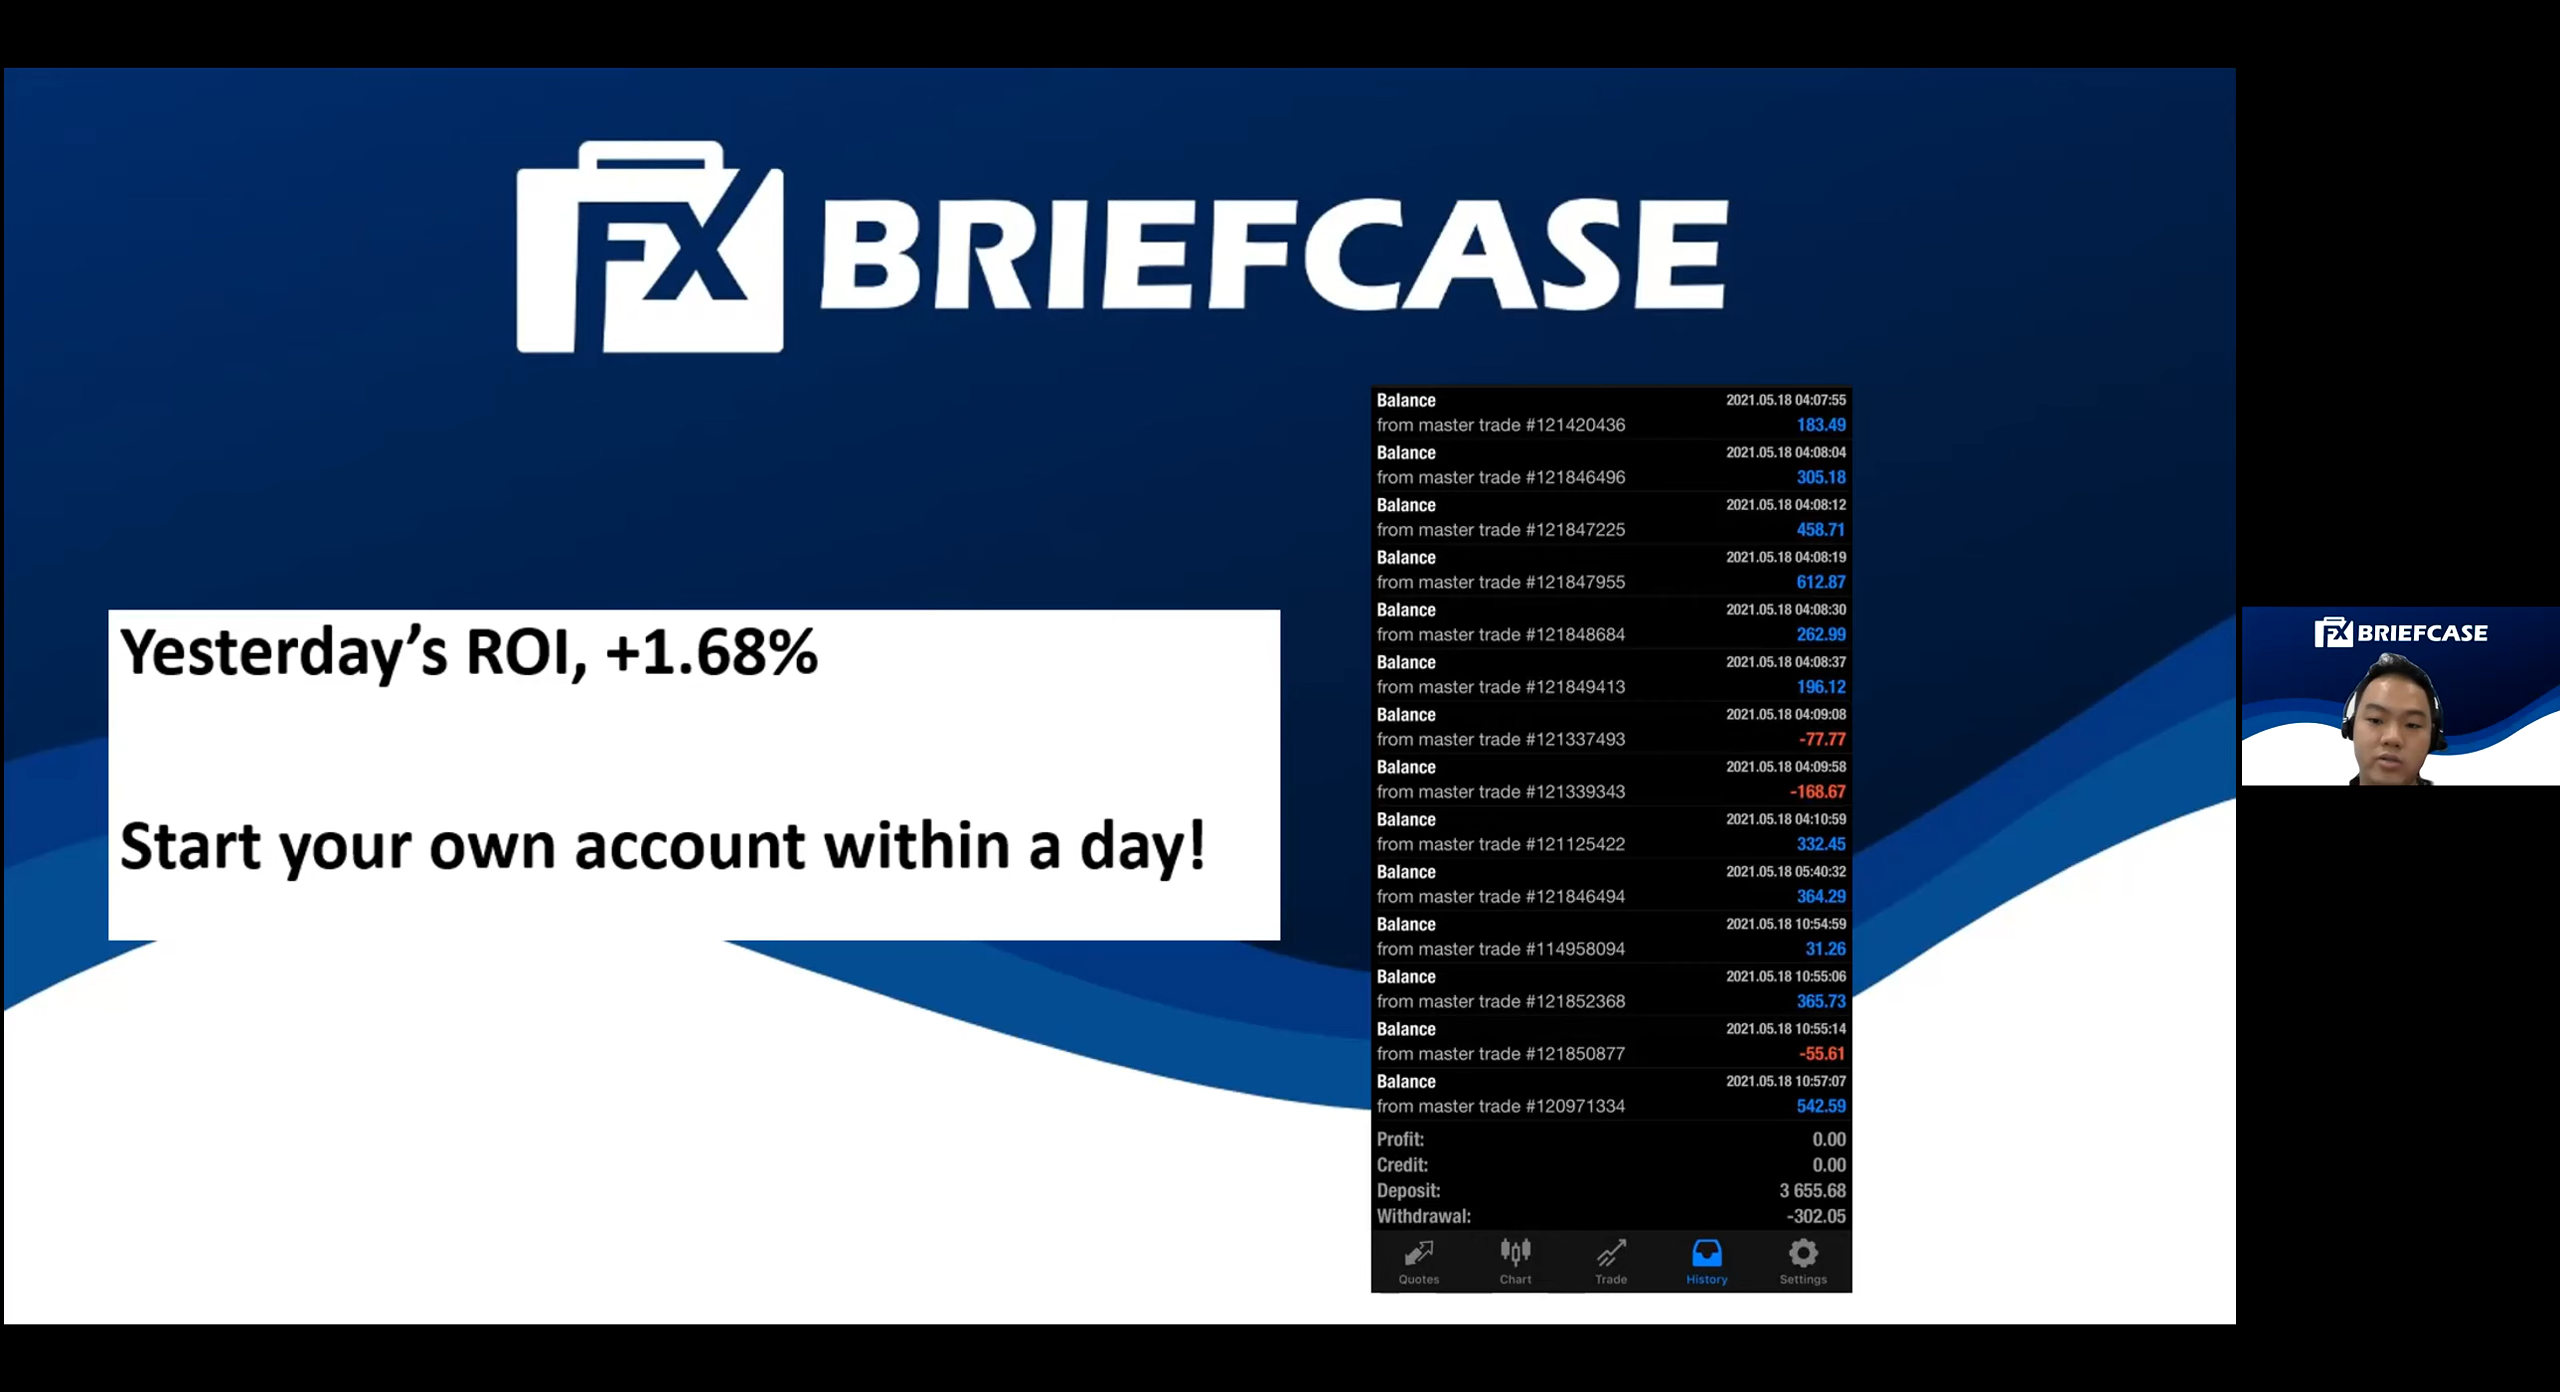 FX BRIEFCASE
Yesterday's ROI, +1.68%
Start your own account within a day!
Balance 2021.05.18 04:07:55
from master trade #121420436 183.49
Balance 2021.05.18 04:08:04
from master trade #121846496 305.18
Balance 2021.05.18 04:08:12
from master trade #121847225 458.71
Balance 2021.05.18 04:08:19
from master trade #121847955 612.87
Balance 2021.05.18 04:08:30
from master trade #121848684 262.99
Balance 2021.05.18 04:08:37
from master trade #121849413 196.12
Balance 2021.05.18 04:09:08
from master trade #121337493 -77.77
Balance 2021.05.18 04:09:58
from master trade #121339343 -168.67
Balance 2021.05.18 04:10:59
from master trade #121125422 332.45
Balance 2021.05.18 05:40:32
from master trade #121846494 364.29
Balance 2021.05.18 10:54:59
from master trade #114958094 31.26
Balance 2021.05.18 10:55:06
from master trade #121852368 365.73
Balance 2021.05.18 10:55:14
from master trade #121850877 -55.61
Balance 2021.05.18 10:57:07
from master trade #120971334 542.59
Profit: 0.00
Credit: 0.00
Deposit: 3 655.68
Withdrawal: -302.05
Quotes Chart Trade History Settings
FX BRIEFCASE